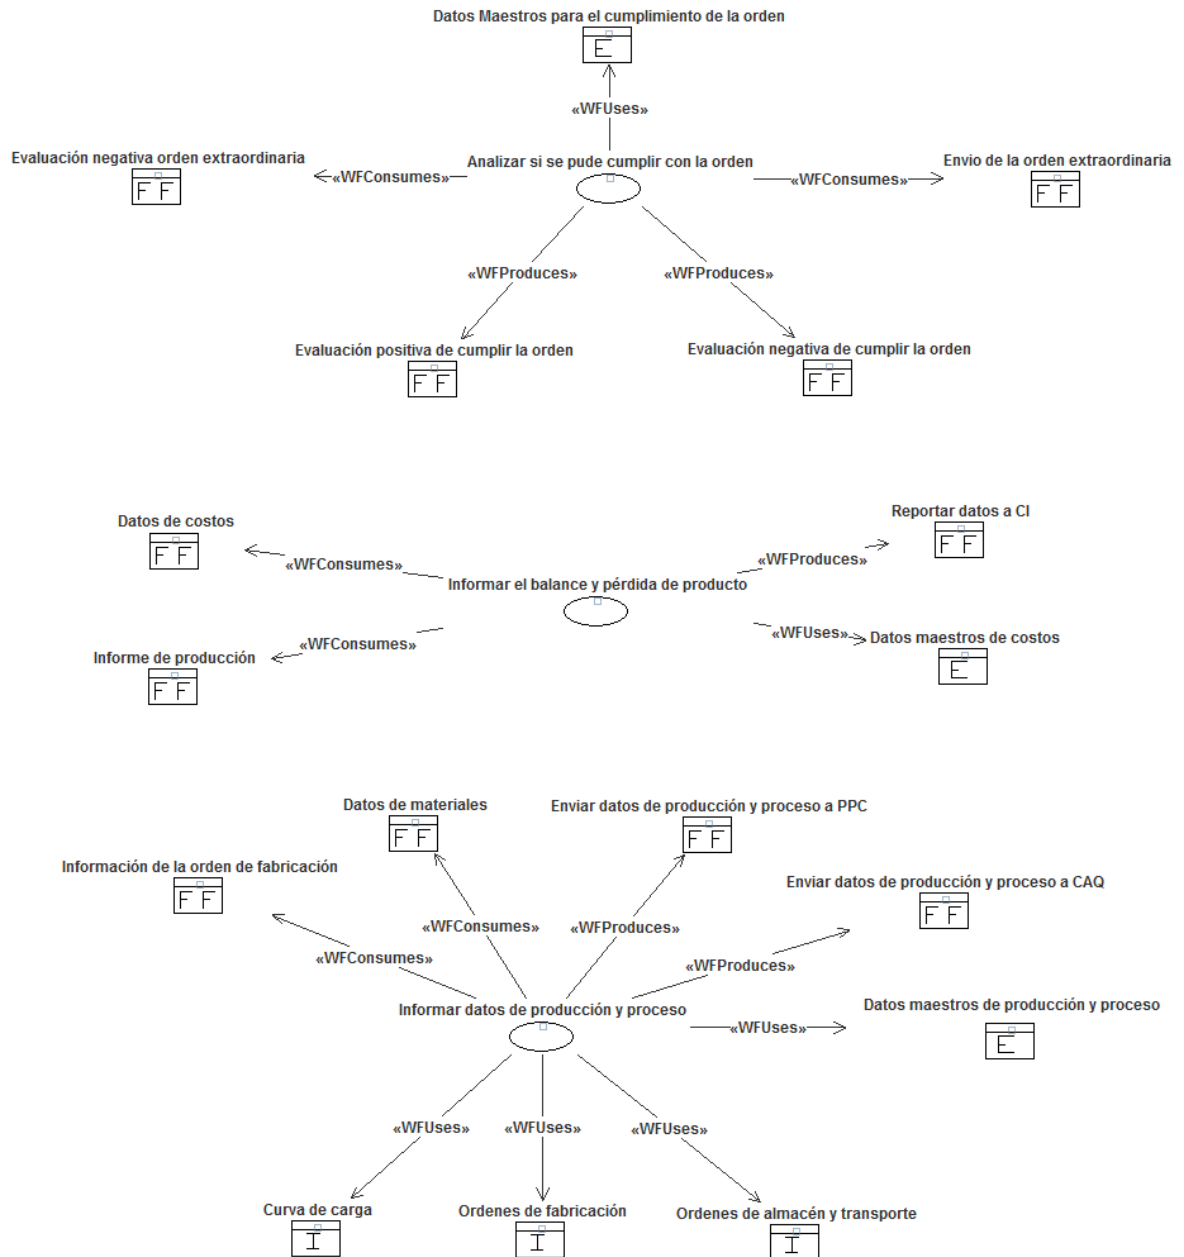 Datos Maestros para el cumplimiento de la orden
E
«WFUses»
Evaluación negativa orden extraordinaria
F F
«WFConsumes»
Analizar si se pude cumplir con la orden
«WFConsumes»
Envio de la orden extraordinaria
F F
«WFProduces»
«WFProduces»
Evaluación positiva de cumplir la orden
F F
Evaluación negativa de cumplir la orden
F F
Datos de costos
F F
«WFConsumes»
Reportar datos a CI
F F
«WFProduces»
Informar el balance y pérdida de producto
«WFConsumes»
Informe de producción
F F
«WFUses»
Datos maestros de costos
E
Datos de materiales
F F
Enviar datos de producción y proceso a PPC
F F
Información de la orden de fabricación
F F
Enviar datos de producción y proceso a CAQ
F F
«WFConsumes»
«WFProduces»
«WFConsumes»
«WFProduces»
Informar datos de producción y proceso
«WFUses»
Datos maestros de producción y proceso
E
«WFUses»
«WFUses»
«WFUses»
Curva de carga
I
Ordenes de fabricación
I
Ordenes de almacén y transporte
I